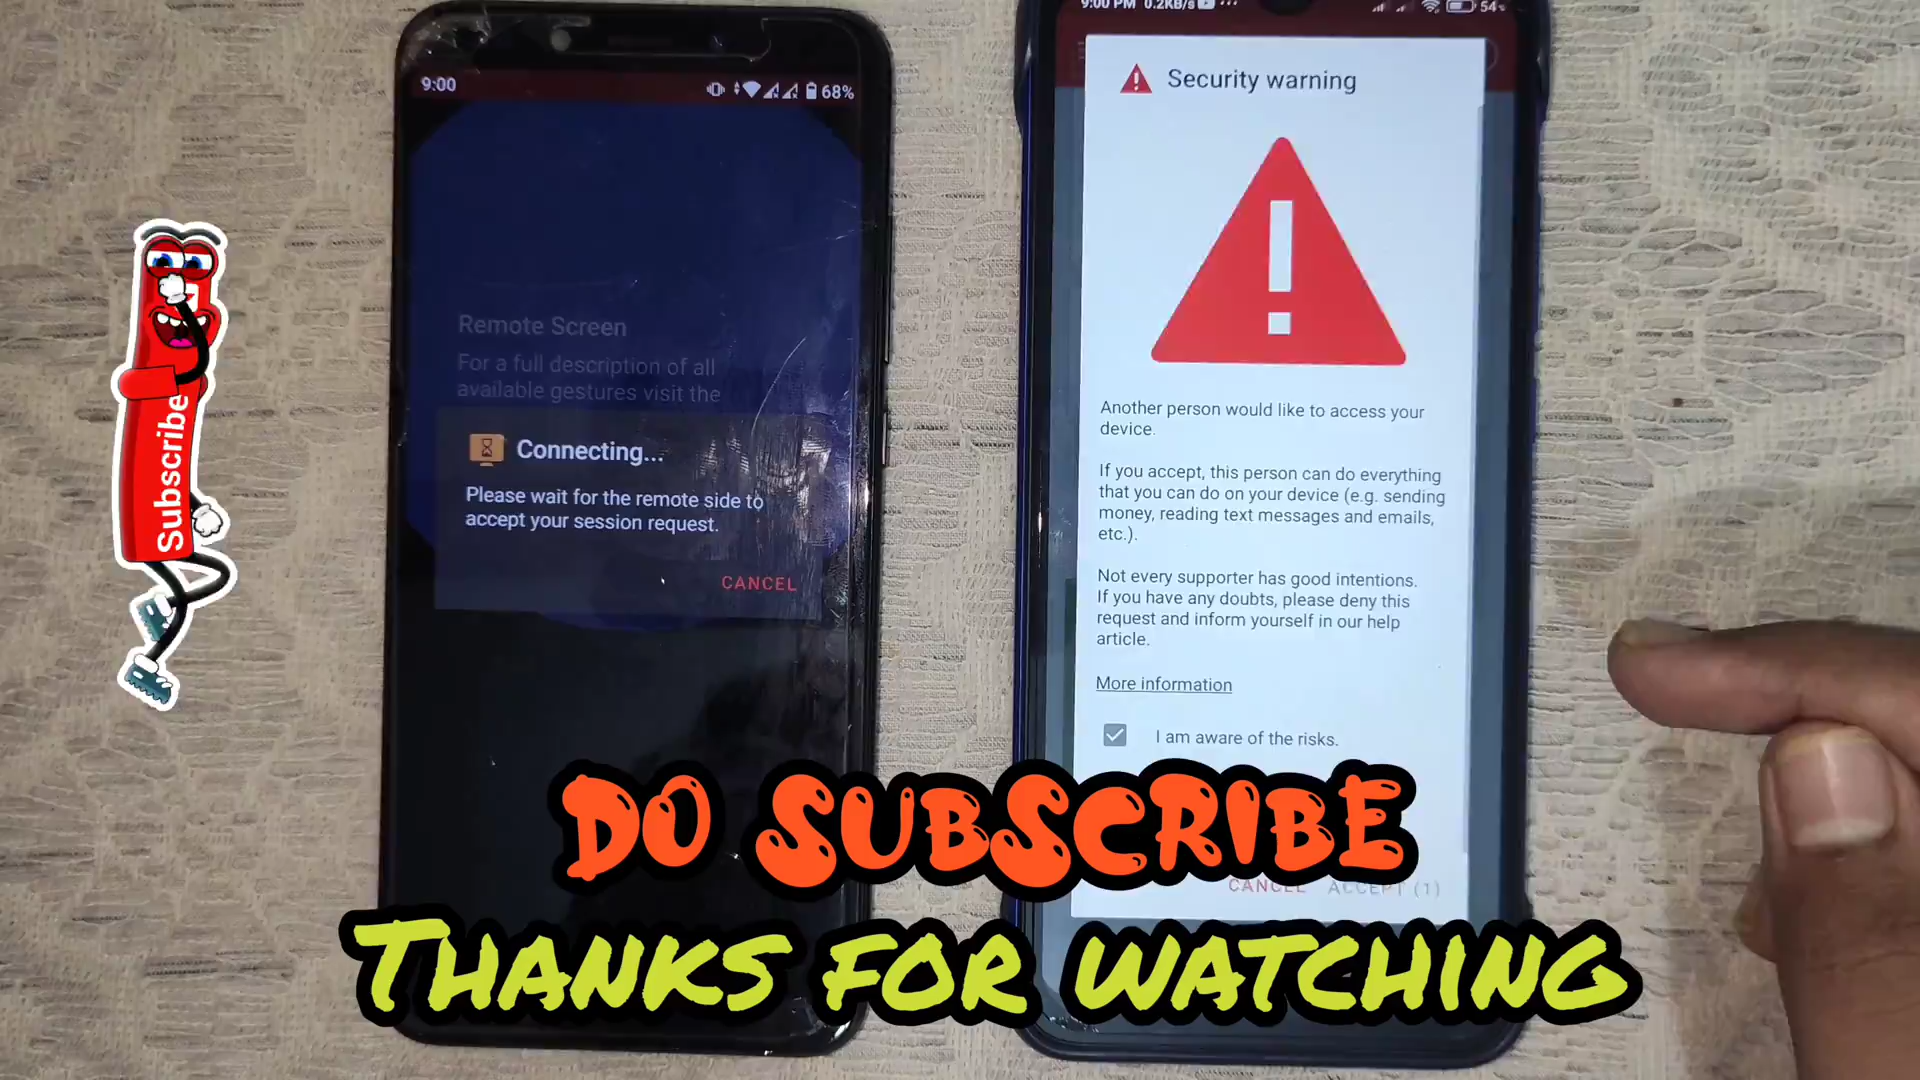 9:00
68%
Remote Screen
For a full description of all
available gestures visit the
Connecting...
Please wait for the remote side to
accept your session request.
CANCEL
9:00 PM 0.2KB/s
54
Security warning
Another person would like to access your
device.
If you accept, this person can do everything
that you can do on your device (e.g. sending
money, reading text messages and emails,
etc.).
Not every supporter has good intentions.
If you have any doubts, please deny this
request and inform yourself in our help
article.
More information
I am aware of the risks.
CANCEL ACCEPT (1)
Subscribe
DO SUBSCRIBE
THANKS FOR WATCHING